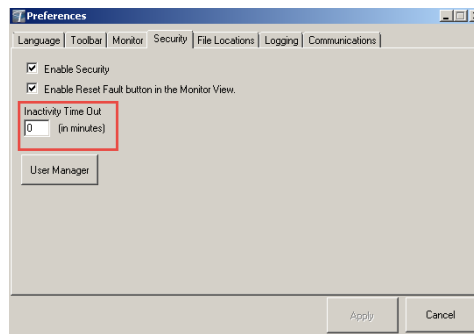 Preferences
Language Toolbar Monitor Security File Locations Logging Communications
Enable Security
Enable Reset Fault button in the Monitor View.
Inactivity Time Out
0 (in minutes)
User Manager
Apply Cancel